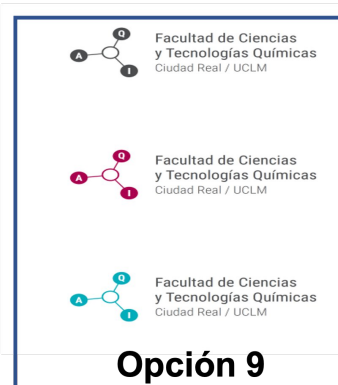 Q
A
I
Facultad de Ciencias
y Tecnologías Químicas
Ciudad Real / UCLM
Q
A
I
Facultad de Ciencias
y Tecnologías Químicas
Ciudad Real / UCLM
Q
A
I
Facultad de Ciencias
y Tecnologías Químicas
Ciudad Real / UCLM
Opción 9